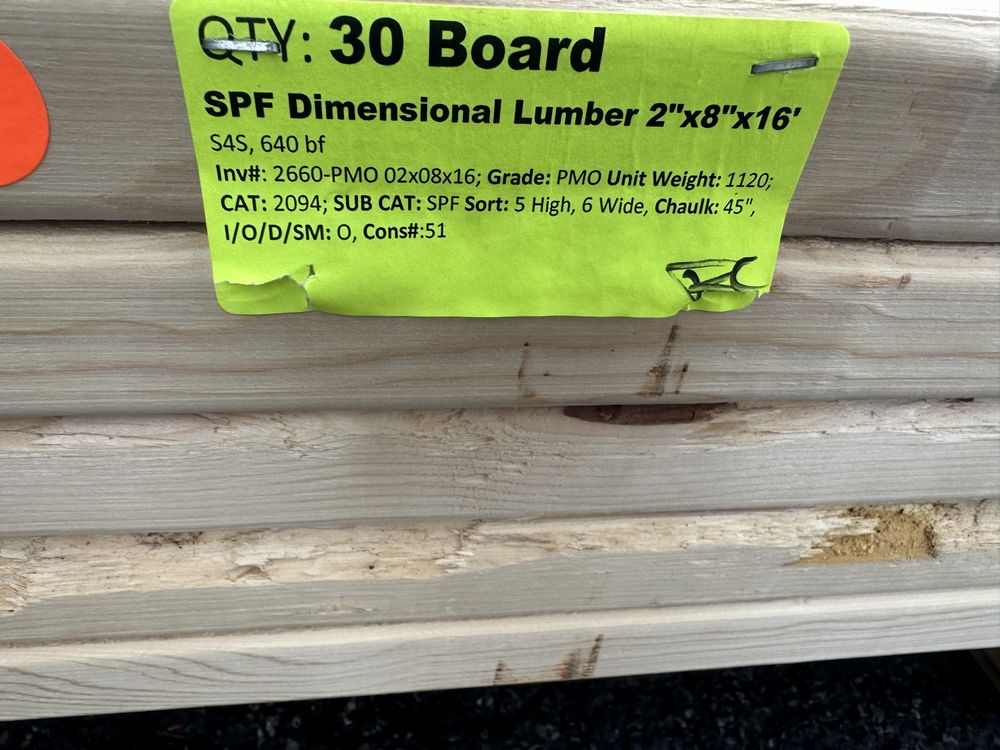 QTY: 30 Board
SPF Dimensional Lumber 2"x8"x16'
S4S, 640 bf
Inv#: 2660-PMO 02x08x16; Grade: PMO Unit Weight: 1120;
CAT: 2094; SUB CAT: SPF Sort: 5 High, 6 Wide, Chaulk: 45",
I/O/D/SM: O, Cons#:51